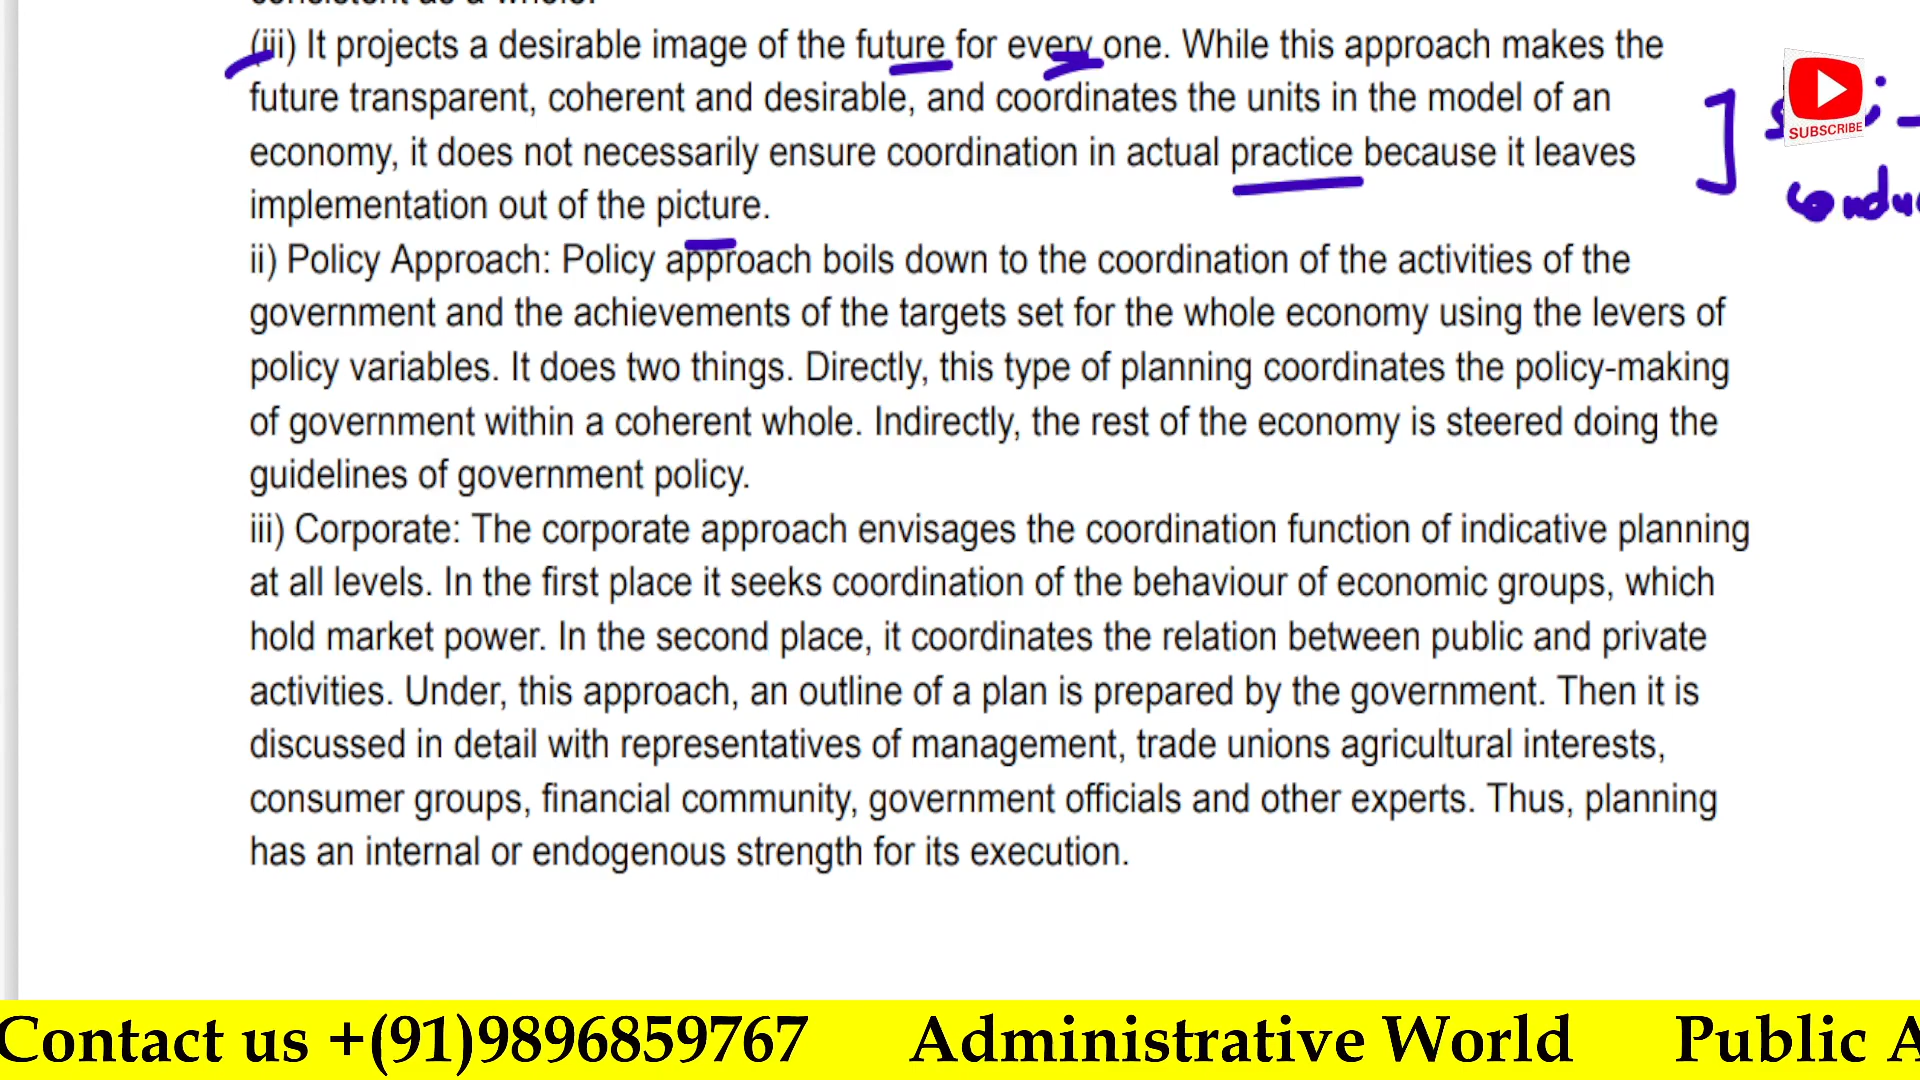 (iii) It projects a desirable image of the future for every one. While this approach makes the
future transparent, coherent and desirable, and coordinates the units in the model of an
economy, it does not necessarily ensure coordination in actual practice because it leaves
implementation out of the picture.
ii) Policy Approach: Policy approach boils down to the coordination of the activities of the
government and the achievements of the targets set for the whole economy using the levers of
policy variables. It does two things. Directly, this type of planning coordinates the policy-making
of government within a coherent whole. Indirectly, the rest of the economy is steered doing the
guidelines of government policy.
iii) Corporate: The corporate approach envisages the coordination function of indicative planning
at all levels. In the first place it seeks coordination of the behaviour of economic groups, which
hold market power. In the second place, it coordinates the relation between public and private
activities. Under, this approach, an outline of a plan is prepared by the government. Then it is
discussed in detail with representatives of management, trade unions agricultural interests,
consumer groups, financial community, government officials and other experts. Thus, planning
has an internal or endogenous strength for its execution.
SUBSCRIBE
Contact us +(91)9896859767 Administrative World Public A